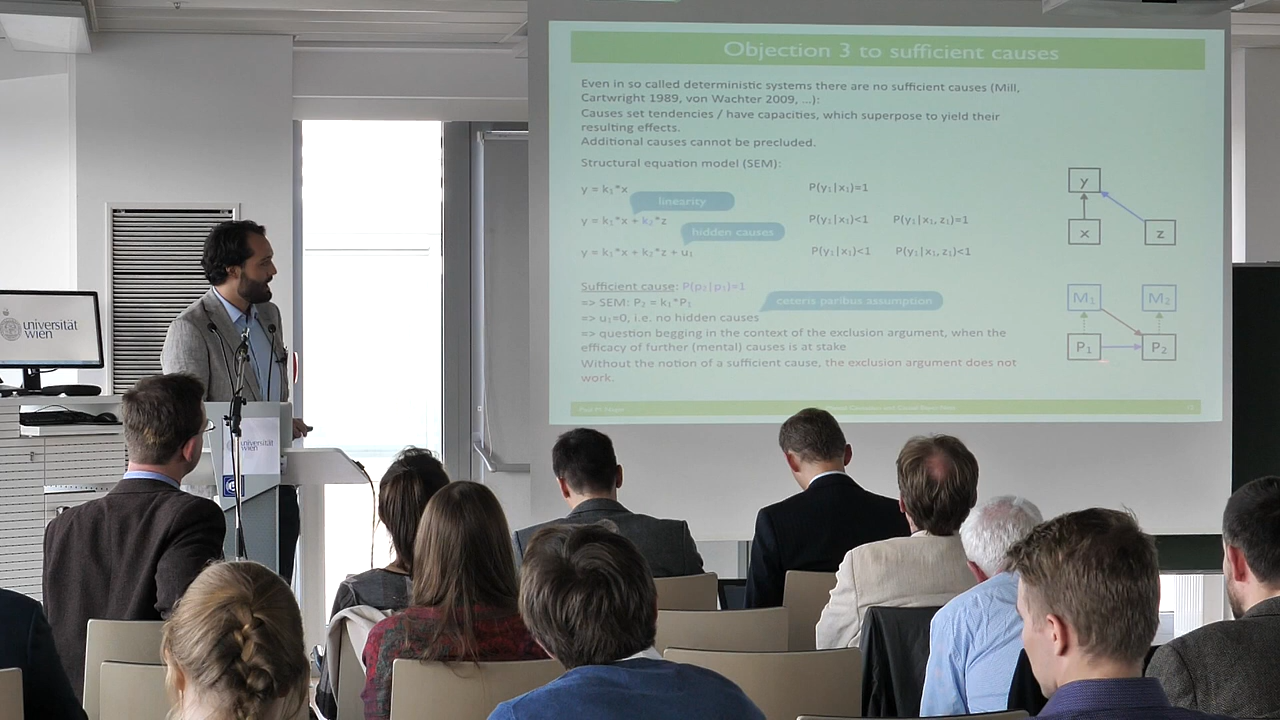 Objection 3 to sufficient causes
Even in so called deterministic systems there are no sufficient causes (Mill,
Cartwright 1989, von Wachter 2009, ...):
Causes set tendencies / have capacities, which superpose to yield their
resulting effects.
Additional causes cannot be precluded.
Structural equation model (SEM):
y = k₁*x P(y₁|x₁)=1
linearity
y = k₁*x + k₂*z P(y₁|x₁)<1 P(y₁|x₁, z₁)=1
hidden causes
y = k₁*x + k₂*z + u₁ P(y₁|x₁)<1 P(y₁|x₁,z₁)<1
y
x z
Sufficient cause: P(p₂|p₁)=1
ceteris paribus assumption
=> SEM: P₂ = k₁*P₁
=> u₁=0, i.e. no hidden causes
=> question begging in the context of the exclusion argument, when the
efficacy of further (mental) causes is at stake
Without the notion of a sufficient cause, the exclusion argument does not
work.
M₁ M₂
P₁ P₂
universität
wien
universität
wien